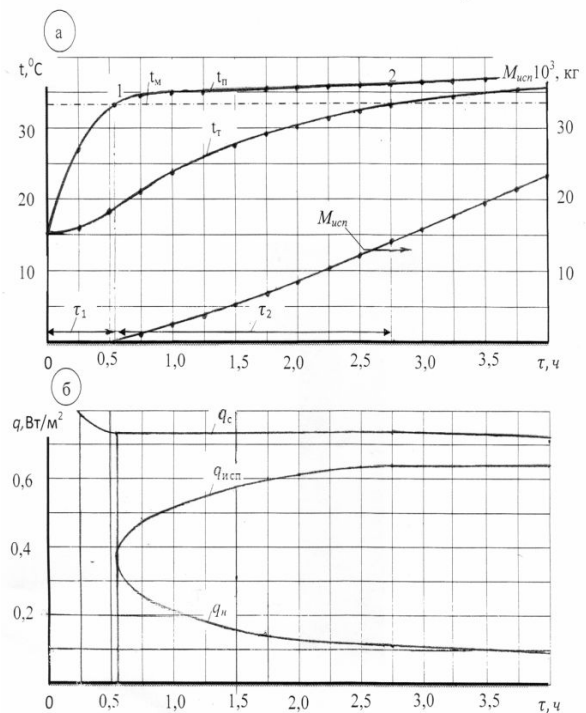 а
t,⁰C tм tп Mисп10³, кг
1 2
30 30
tт
20 20
Mисп
10 10
τ₁ τ₂
0 0,5 1,0 1,5 2,0 2,5 3,0 3,5 τ, ч
б
q,Вт/м² qс
0,6 qисп
0,4
0,2 qн
0 0,5 1,0 1,5 2,0 2,5 3,0 3,5 τ, ч